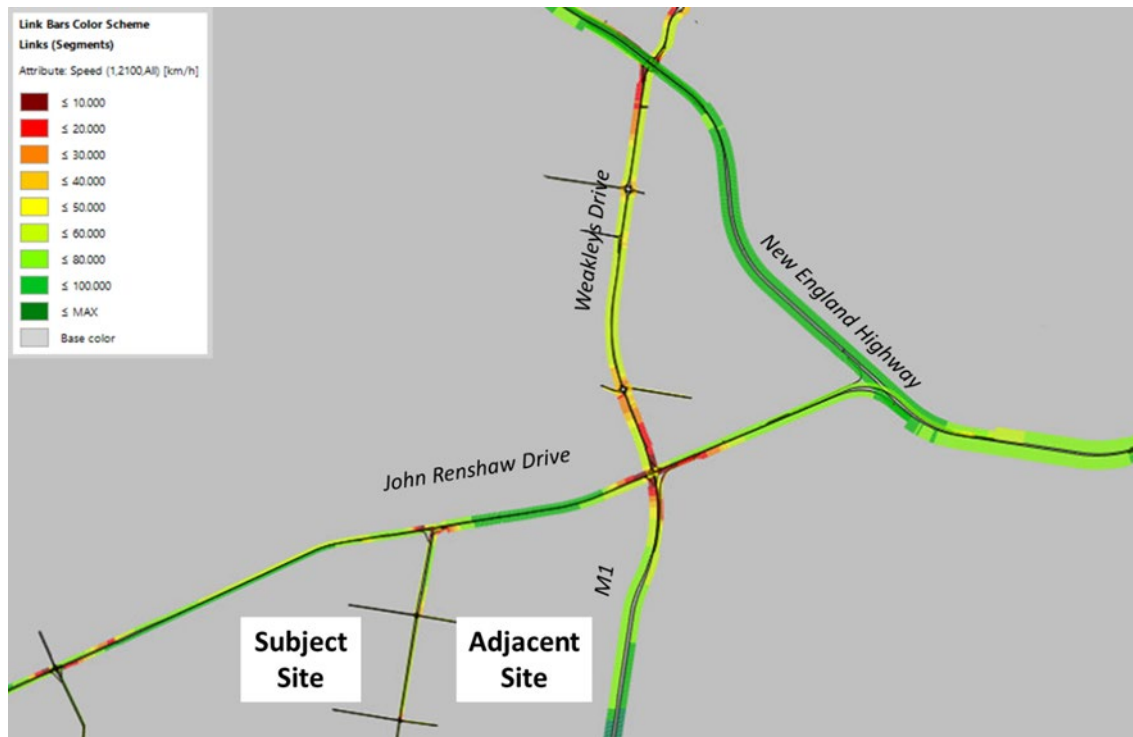 Link Bars Color Scheme
Links (Segments)
Attribute: Speed (1,2100,All) [km/h]
≤ 10.000
≤ 20.000
≤ 30.000
≤ 40.000
≤ 50.000
≤ 60.000
≤ 80.000
≤ 100.000
≤ MAX
Base color
Weakleys Drive
New England Highway
John Renshaw Drive
M1
Subject
Site
Adjacent
Site